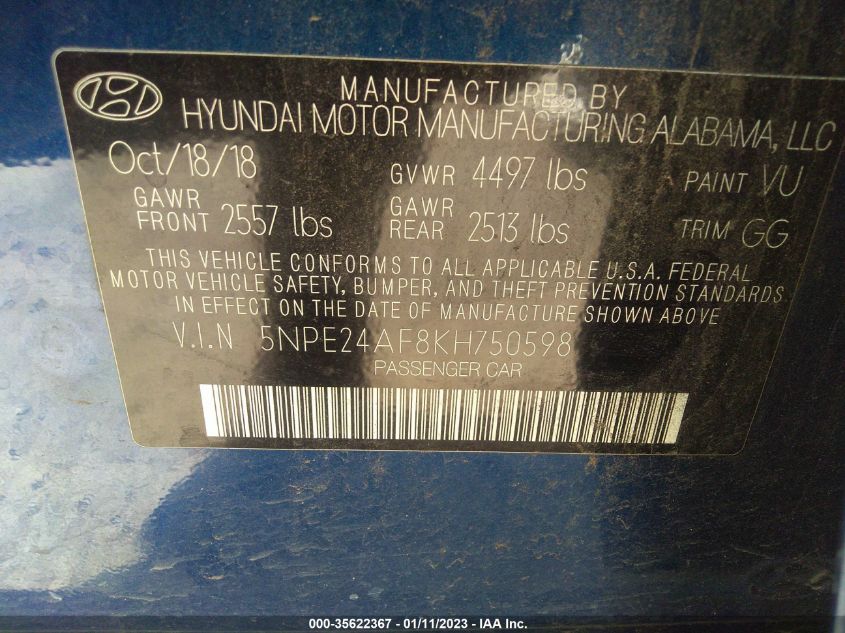 MANUFACTURED BY
HYUNDAI MOTOR MANUFACTURING ALABAMA, LLC
Oct/18/18 GVWR 4497 lbs PAINT VU
GAWR FRONT 2557 lbs GAWR REAR 2513 lbs TRIM GG
THIS VEHICLE CONFORMS TO ALL APPLICABLE U.S.A. FEDERAL
MOTOR VEHICLE SAFETY, BUMPER, AND THEFT PREVENTION STANDARDS
IN EFFECT ON THE DATE OF MANUFACTURE SHOWN ABOVE
V.I.N 5NPE24AF8KH750598
PASSENGER CAR
000-35622367 - 01/11/2023 - IAA Inc.